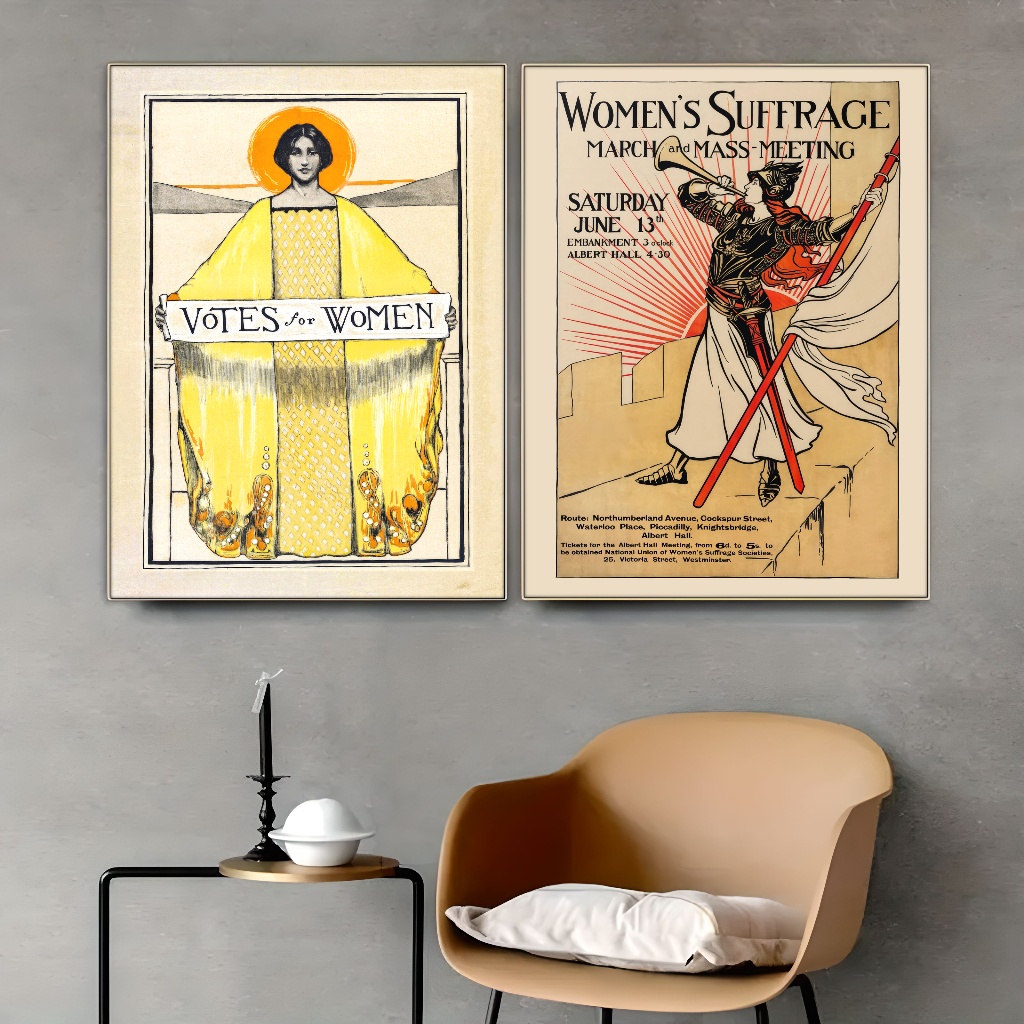 VOTES for WOMEN
WOMEN'S SUFFRAGE
MARCH and MASS-MEETING
SATURDAY
JUNE 13th
EMBANKMENT 3 o'clock
ALBERT HALL 4·30
Route: Northumberland Avenue, Cockspur Street,
Waterloo Place, Piccadilly, Knightsbridge,
Albert Hall.
Tickets for the Albert Hall Meeting, from 6d. to 5s. to
be obtained National Union of Women's Suffrage Societies,
25, Victoria Street, Westminster.